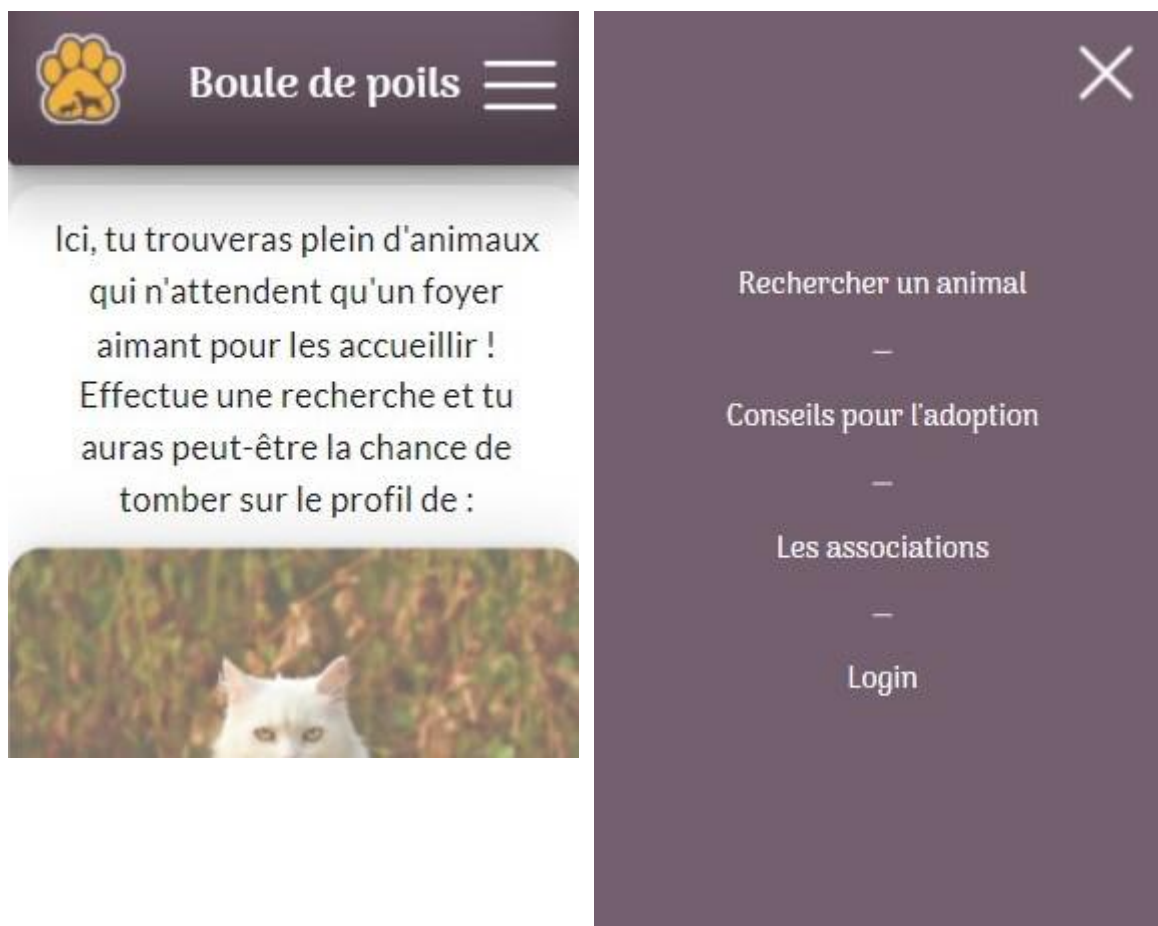 Boule de poils
Ici, tu trouveras plein d'animaux
qui n'attendent qu'un foyer
aimant pour les accueillir !
Effectue une recherche et tu
auras peut-être la chance de
tomber sur le profil de :
Rechercher un animal
–
Conseils pour l'adoption
–
Les associations
–
Login